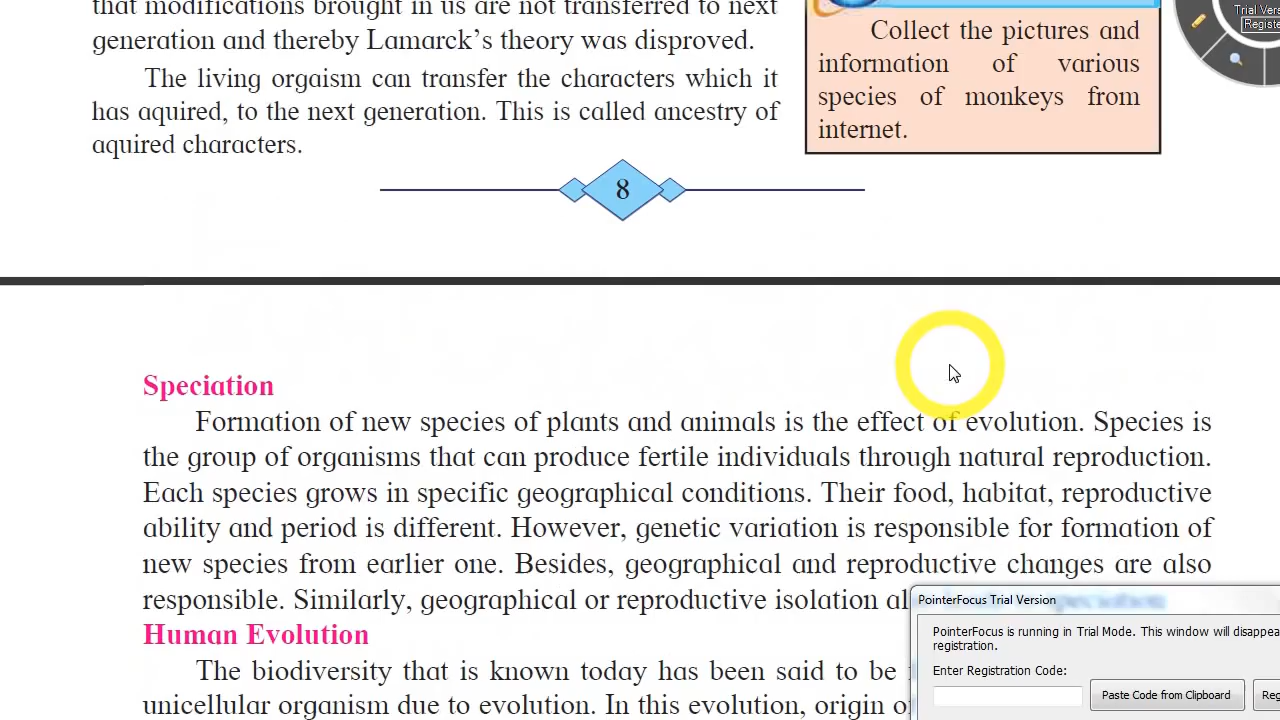 that modifications brought in us are not transferred to next
generation and thereby Lamarck's theory was disproved.
The living orgaism can transfer the characters which it
has aquired, to the next generation. This is called ancestry of
aquired characters.
Collect the pictures and
information of various
species of monkeys from
internet.
Trial
Registe
8
Speciation
Formation of new species of plants and animals is the effect of evolution. Species is
the group of organisms that can produce fertile individuals through natural reproduction.
Each species grows in specific geographical conditions. Their food, habitat, reproductive
ability and period is different. However, genetic variation is responsible for formation of
new species from earlier one. Besides, geographical and reproductive changes are also
responsible. Similarly, geographical or reproductive isolation al
Human Evolution
The biodiversity that is known today has been said to be
unicellular organism due to evolution. In this evolution, origin
PointerFocus Trial Version
PointerFocus is running in Trial Mode. This window will disappea
registration.
Enter Registration Code:
Paste Code from Clipboard
Reg